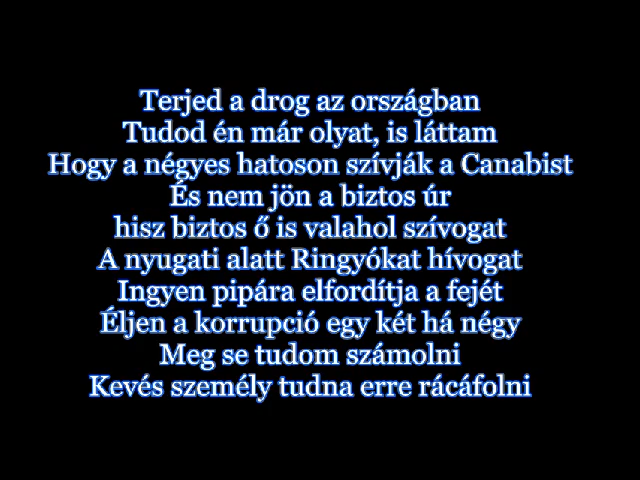 Terjed a drog az országban
Tudod én már olyat, is láttam
Hogy a négyes hatoson szívják a Canabist
És nem jön a biztos úr
hisz biztos ő is valahol szívogat
A nyugati alatt Ringyókat hívogat
Ingyen pipára elfordítja a fejét
Éljen a korrupció egy két há négy
Meg se tudom számolni
Kevés személy tudna erre rácáfolni